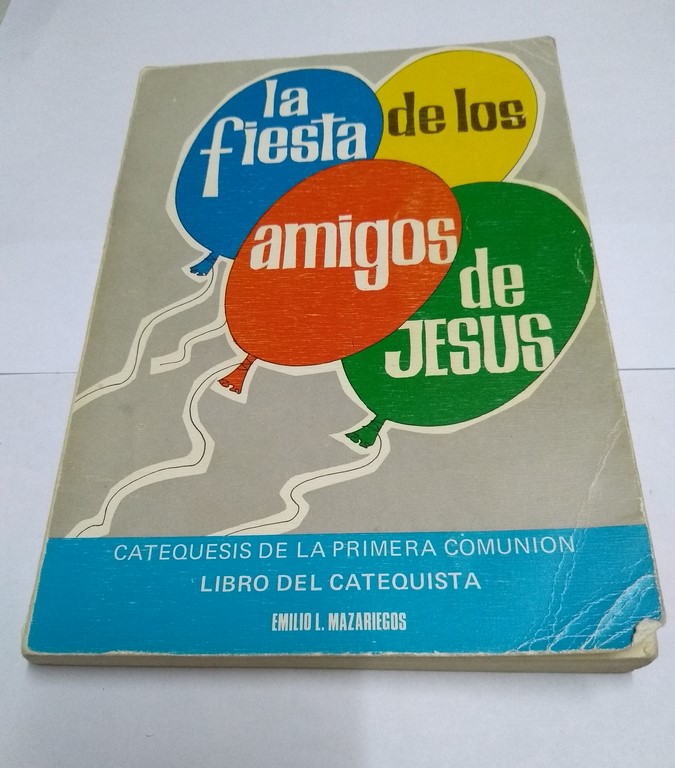 la
fiesta
de los
amigos
de
JESUS
CATEQUESIS DE LA PRIMERA COMUNION
LIBRO DEL CATEQUISTA
EMILIO L. MAZARIEGOS